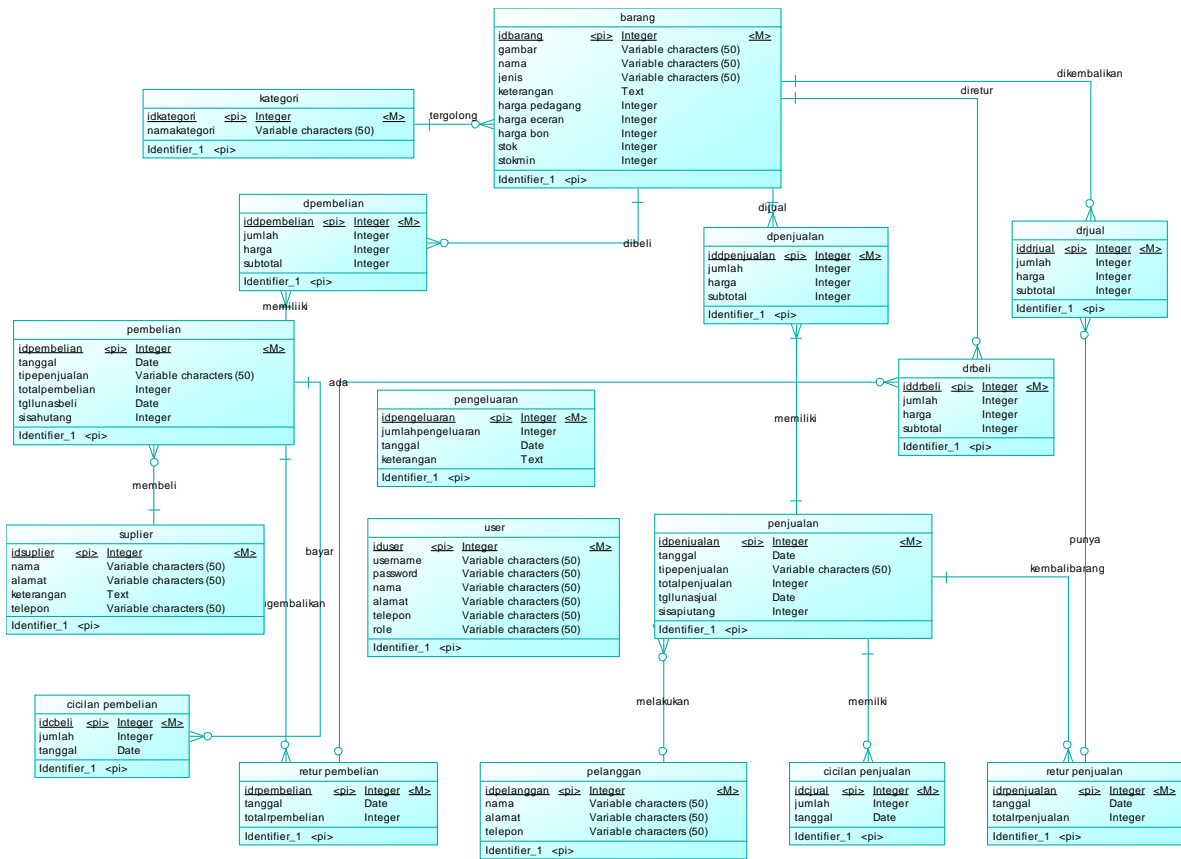 barang
idbarang <pi> Integer <M>
gambar Variable characters (50)
nama Variable characters (50)
jenis Variable characters (50)
keterangan Text
harga pedagang Integer
harga eceran Integer
harga bon Integer
stok Integer
stokmin Integer
Identifier_1 <pi>
dikembalikan
diretur
kategori
idkategori <pi> Integer <M>
namakategori Variable characters (50)
Identifier_1 <pi>
tergolong
dpembelian
iddpembelian <pi> Integer <M>
jumlah Integer
harga Integer
subtotal Integer
Identifier_1 <pi>
dibeli
dijual
dpenjualan
iddpenjualan <pi> Integer <M>
jumlah Integer
harga Integer
subtotal Integer
Identifier_1 <pi>
drjual
iddrjual <pi> Integer <M>
jumlah Integer
harga Integer
subtotal Integer
Identifier_1 <pi>
memiliiki
pembelian
idpembelian <pi> Integer <M>
tanggal Date
tipepenjualan Variable characters (50)
totalpembelian Integer
tgllunasbeli Date
sisahutang Integer
Identifier_1 <pi>
ada
drbeli
iddrbeli <pi> Integer <M>
jumlah Integer
harga Integer
subtotal Integer
Identifier_1 <pi>
pengeluaran
idpengeluaran <pi> Integer <M>
jumlahpengeluaran Integer
tanggal Date
keterangan Text
Identifier_1 <pi>
memiliki
membeli
suplier
idsuplier <pi> Integer <M>
nama Variable characters (50)
alamat Variable characters (50)
keterangan Text
telepon Variable characters (50)
Identifier_1 <pi>
bayar
ngembalikan
user
iduser <pi> Integer <M>
username Variable characters (50)
password Variable characters (50)
nama Variable characters (50)
alamat Variable characters (50)
telepon Variable characters (50)
role Variable characters (50)
Identifier_1 <pi>
penjualan
idpenjualan <pi> Integer <M>
tanggal Date
tipepenjualan Variable characters (50)
totalpenjualan Integer
tgllunasjual Date
sisapiutang Integer
Identifier_1 <pi>
punya
kembalibarang
melakukan
memilki
cicilan pembelian
idcbeli <pi> Integer <M>
jumlah Integer
tanggal Date
Identifier_1 <pi>
retur pembelian
idrpembelian <pi> Integer <M>
tanggal Date
totalrpembelian Integer
Identifier_1 <pi>
pelanggan
idpelanggan <pi> Integer <M>
nama Variable characters (50)
alamat Variable characters (50)
telepon Variable characters (50)
Identifier_1 <pi>
cicilan penjualan
idcjual <pi> Integer <M>
jumlah Integer
tanggal Date
Identifier_1 <pi>
retur penjualan
idrpenjualan <pi> Integer <M>
tanggal Date
totalrpenjualan Integer
Identifier_1 <pi>